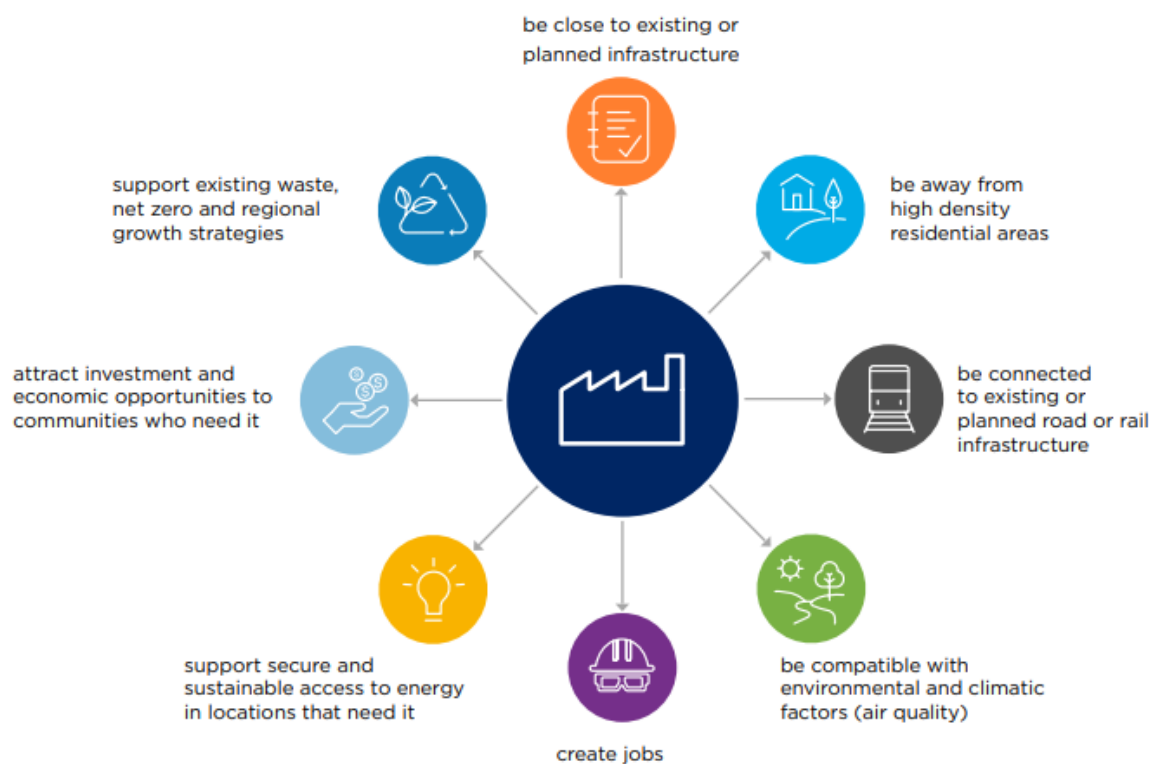 be close to existing or
planned infrastructure
support existing waste,
net zero and regional
growth strategies
be away from
high density
residential areas
attract investment and
economic opportunities to
communities who need it
be connected
to existing or
planned road or rail
infrastructure
support secure and
sustainable access to energy
in locations that need it
be compatible with
environmental and climatic
factors (air quality)
create jobs